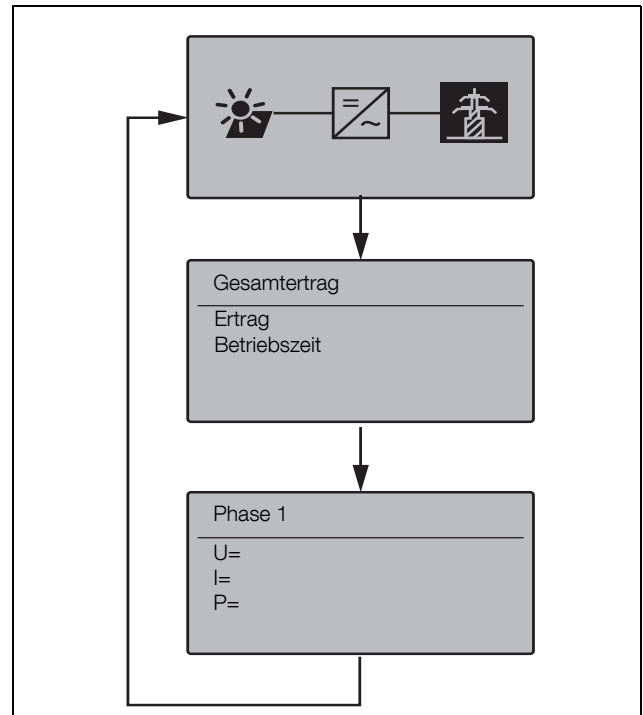 Gesamtertrag
Ertrag
Betriebszeit
Phase 1
U=
I=
P=